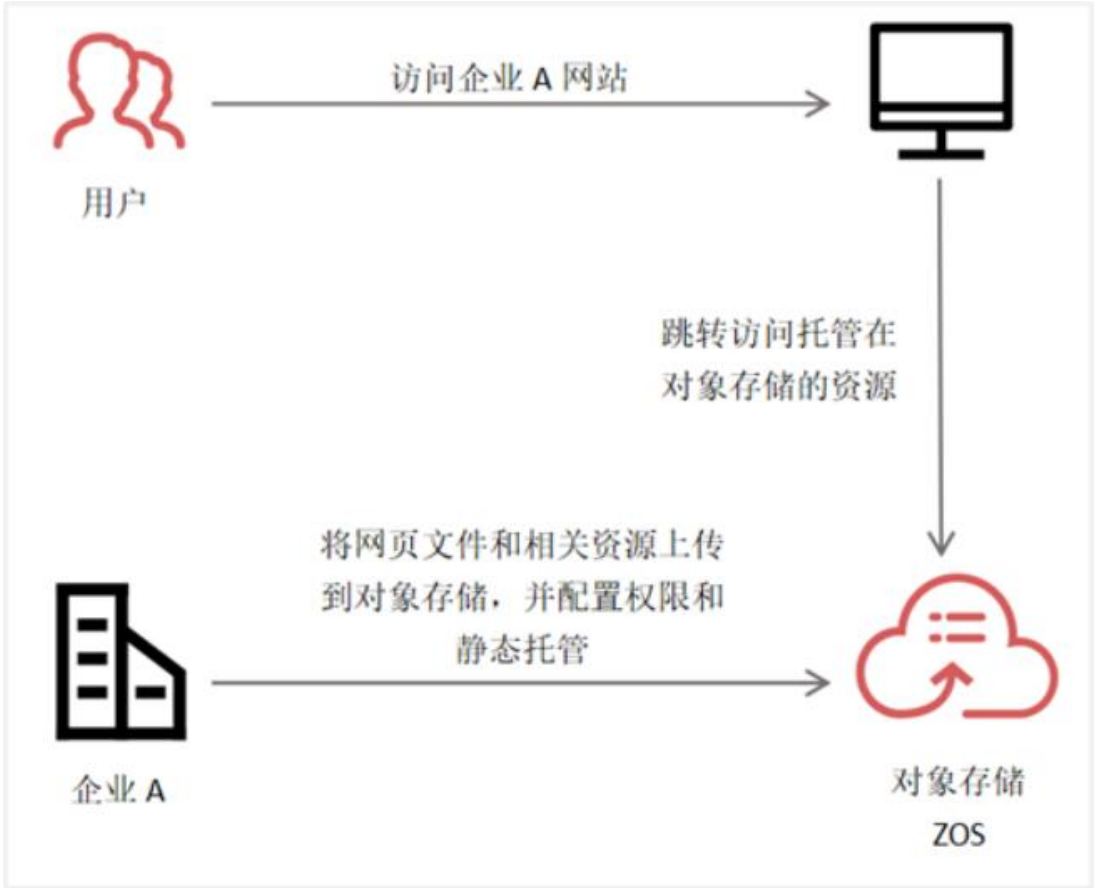 访问企业 A 网站
用户
跳转访问托管在
对象存储的资源
将网页文件和相关资源上传
到对象存储，并配置权限和
静态托管
企业 A
对象存储
ZOS